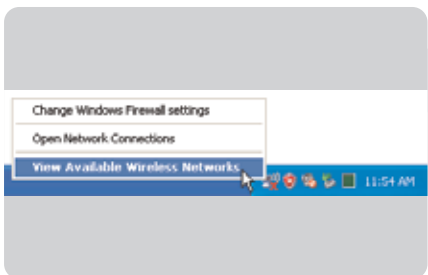 Change Windows Firewall settings
Open Network Connections
View Available Wireless Networks
11:54 AM